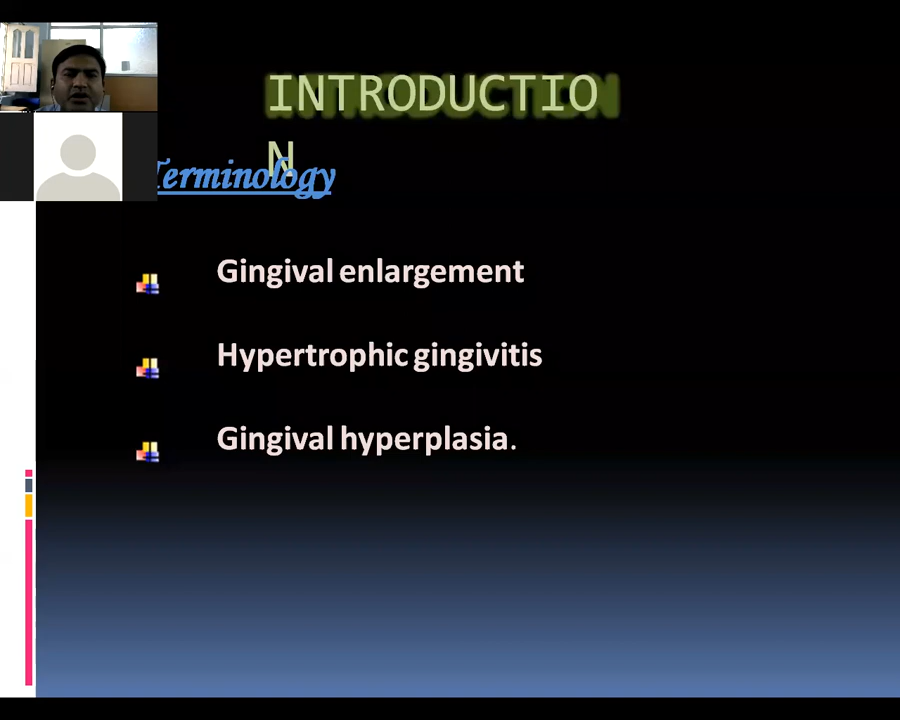 INTRODUCTIO
N
Terminology
Gingival enlargement
Hypertrophic gingivitis
Gingival hyperplasia.